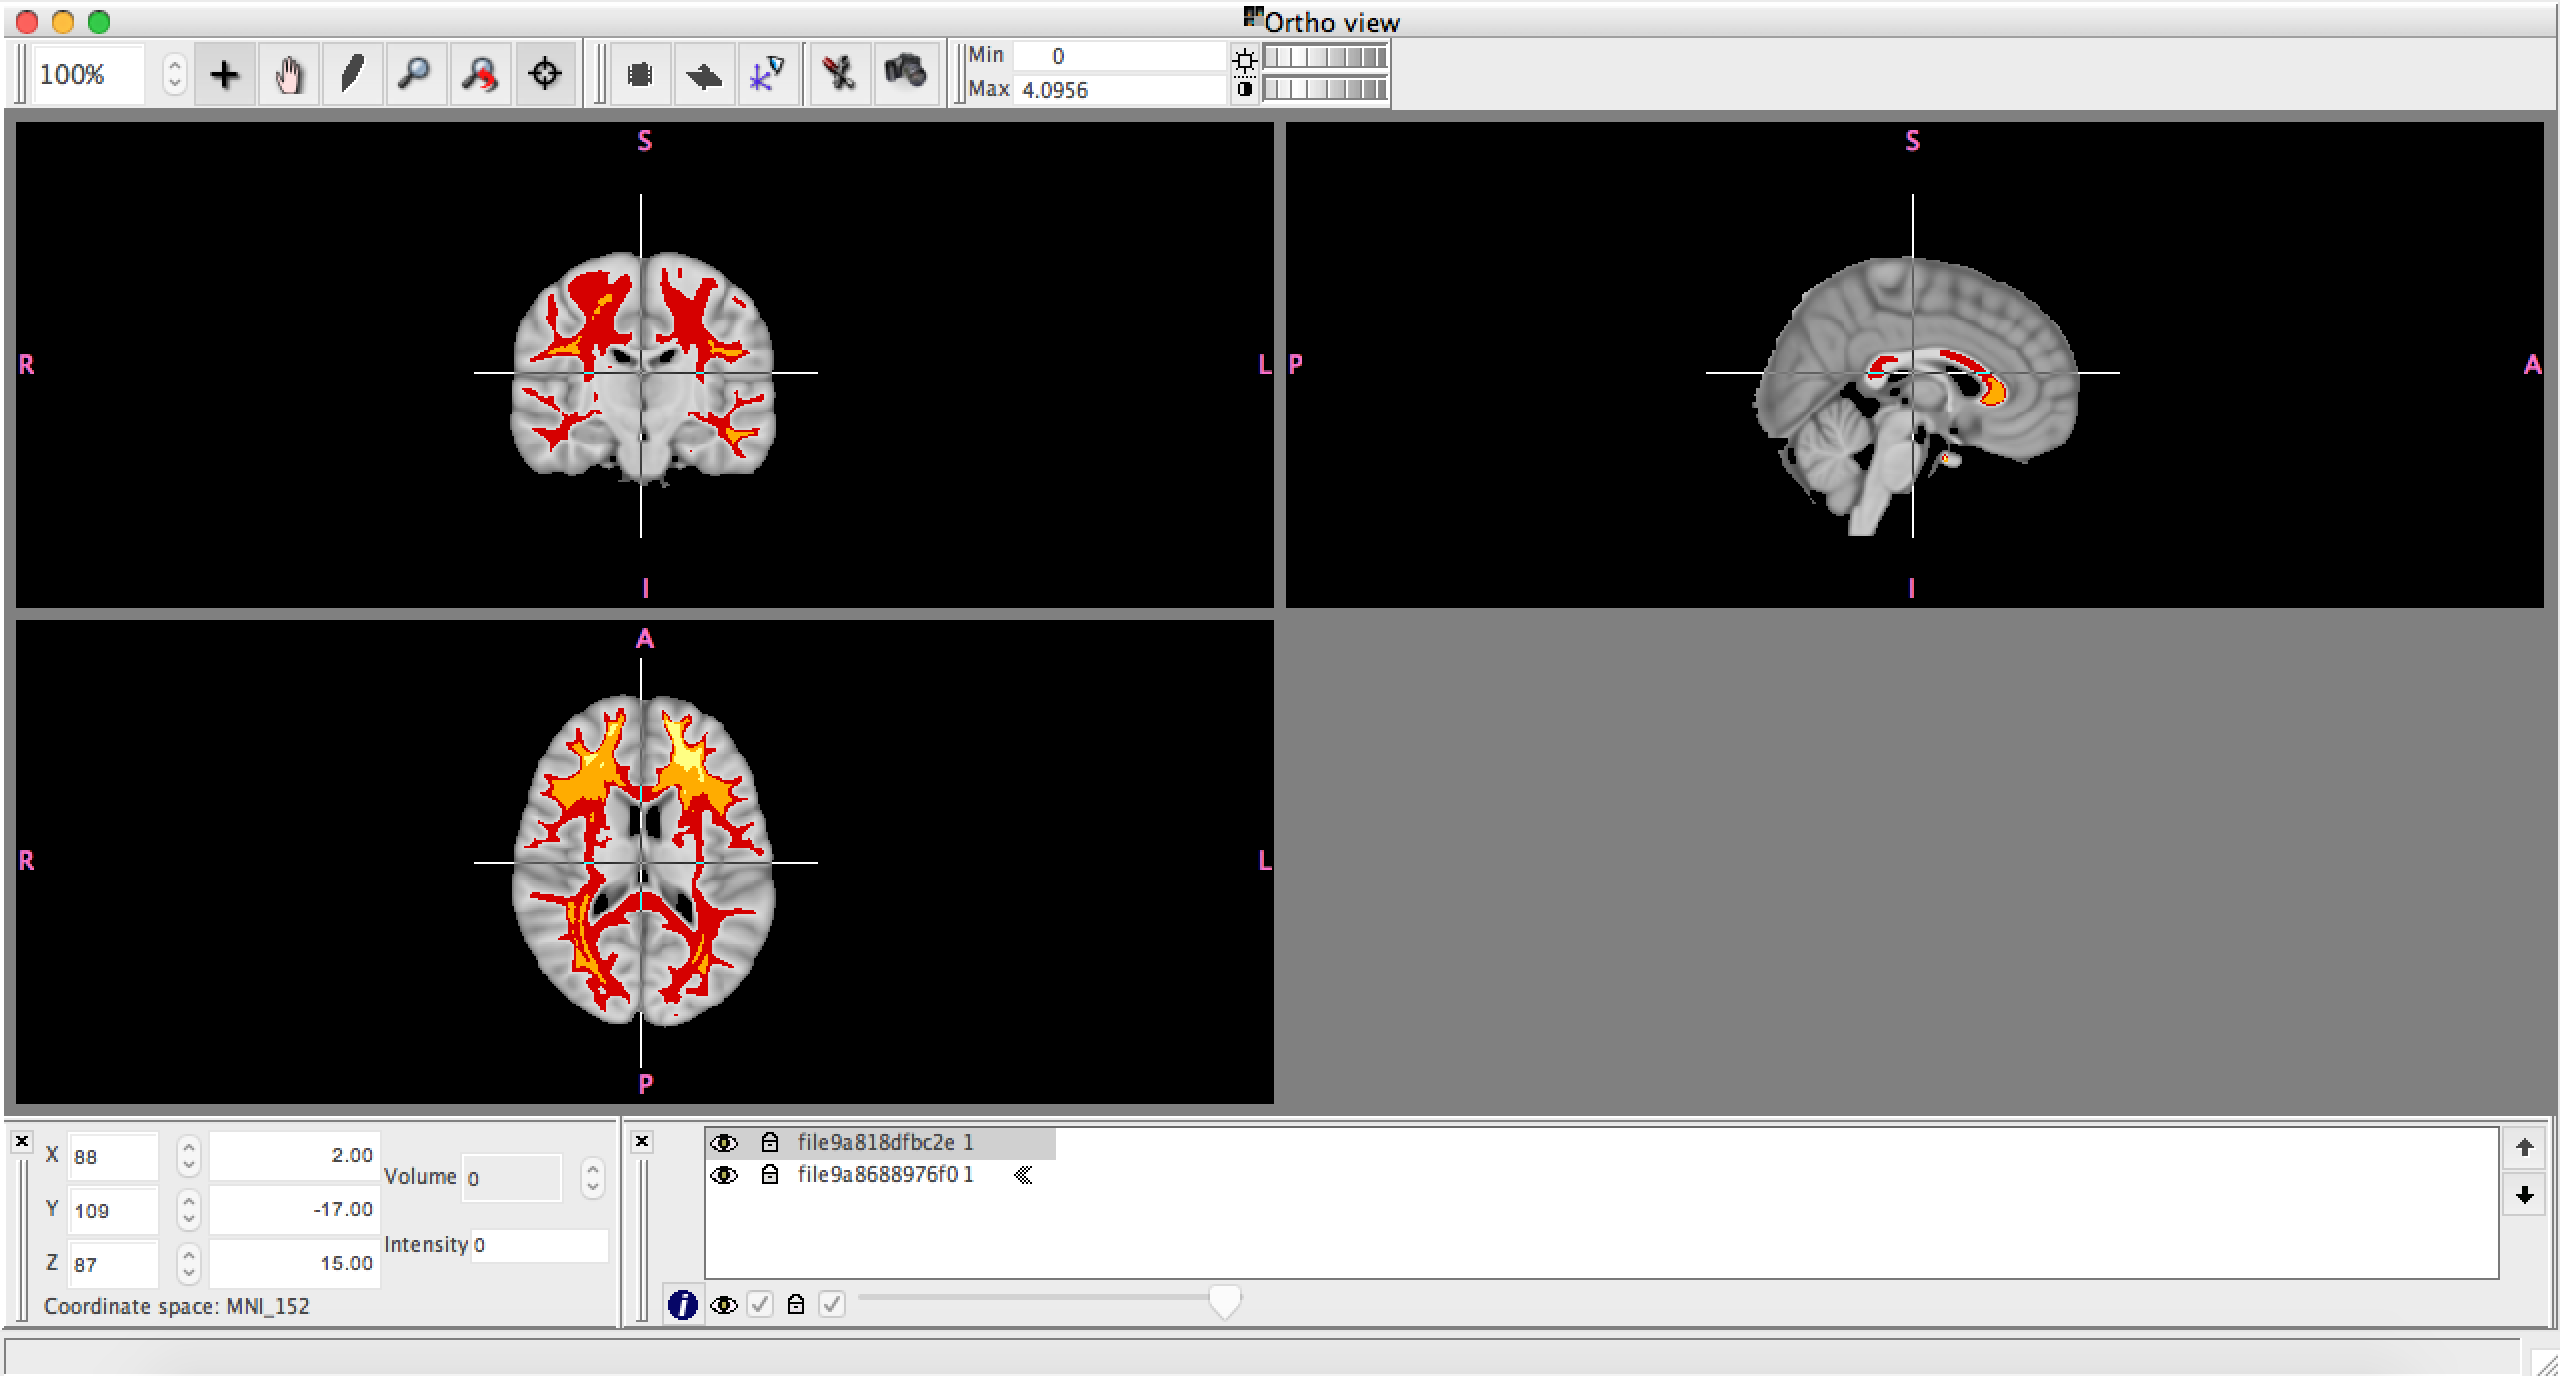 Ortho view
100%
Min 0
Max 4.0956
S
R
L
I
S
P
A
I
A
R
L
P
X 88 2.00
Y 109 -17.00
Z 87 15.00
Volume 0
Intensity 0
Coordinate space: MNI_152
file9a818dfbc2e 1
file9a8688976f0 1
i